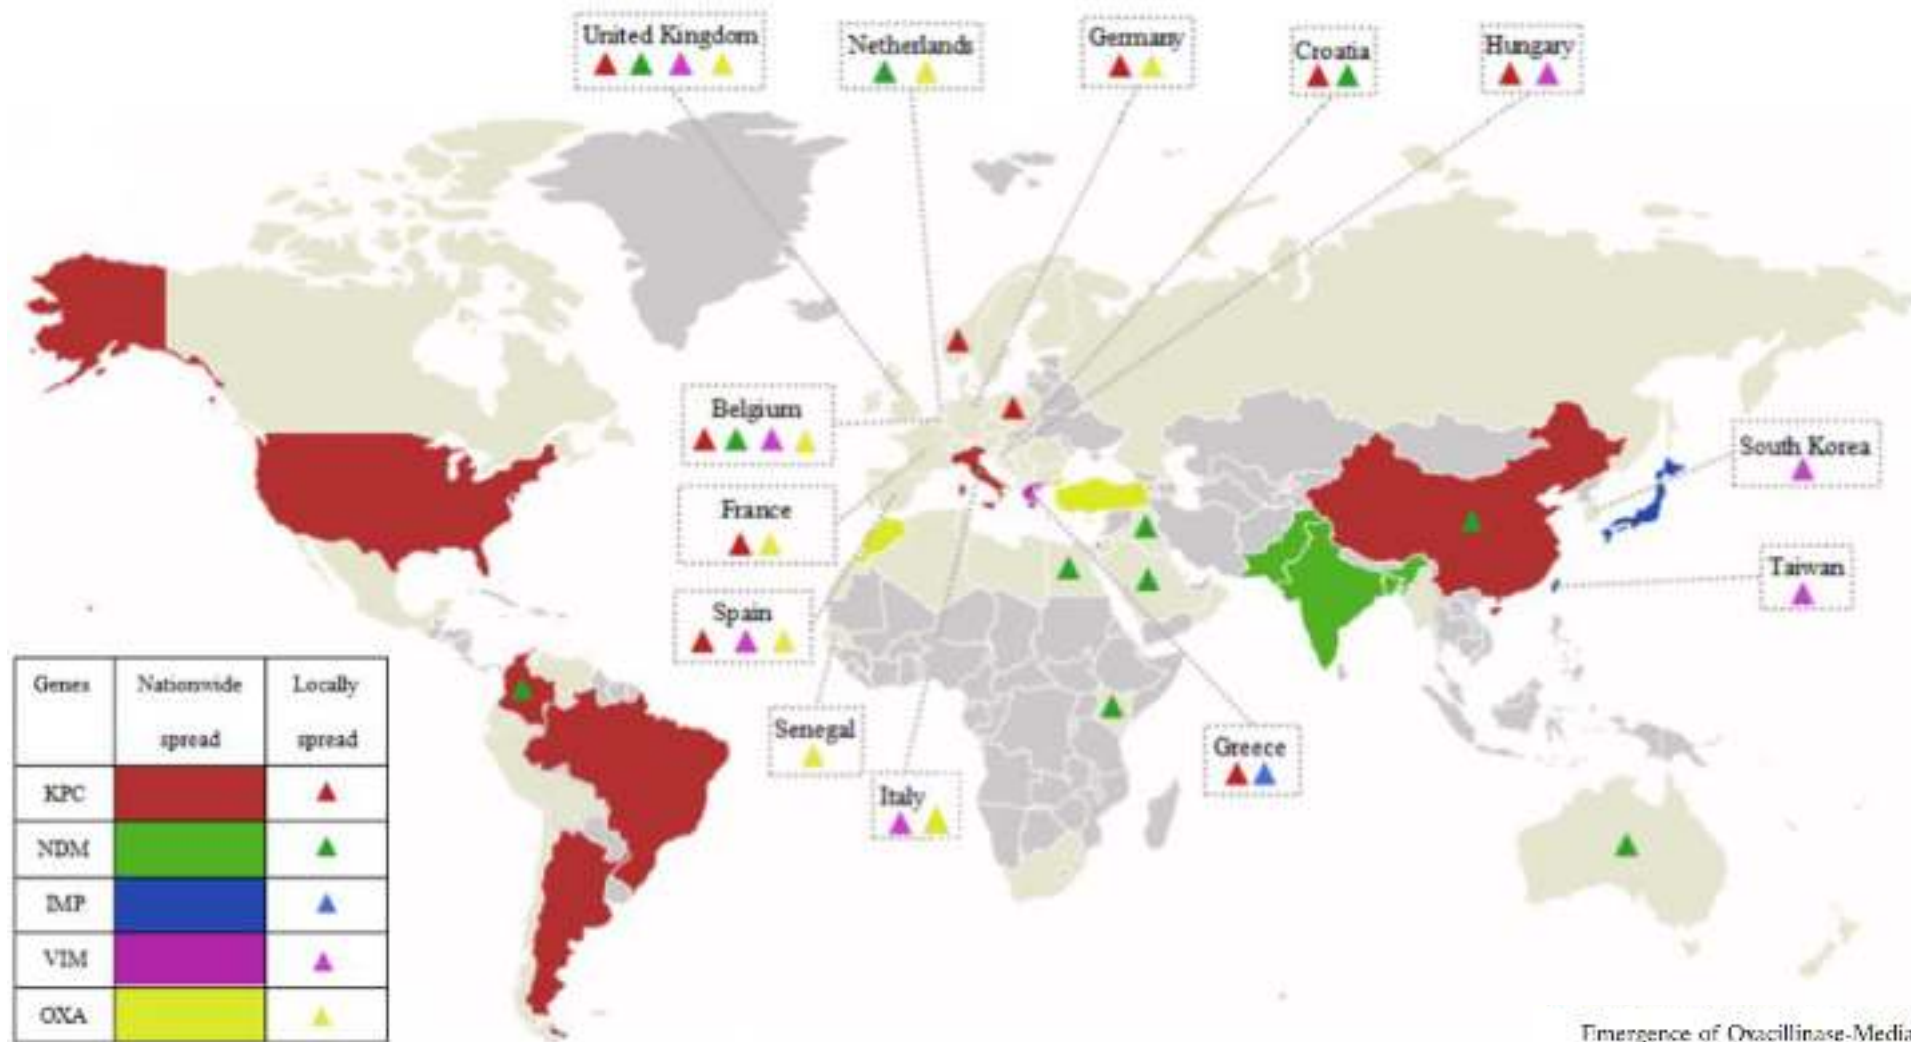 United Kingdom
Netherlands
Germany
Croatia
Hungary
Belgium
South Korea
France
Taiwan
Spain
Senegal
Greece
Italy
Genes Nationwide spread Locally spread
KPC
NDM
IMP
VIM
OXA
Emergence of Oxacillinase-Media